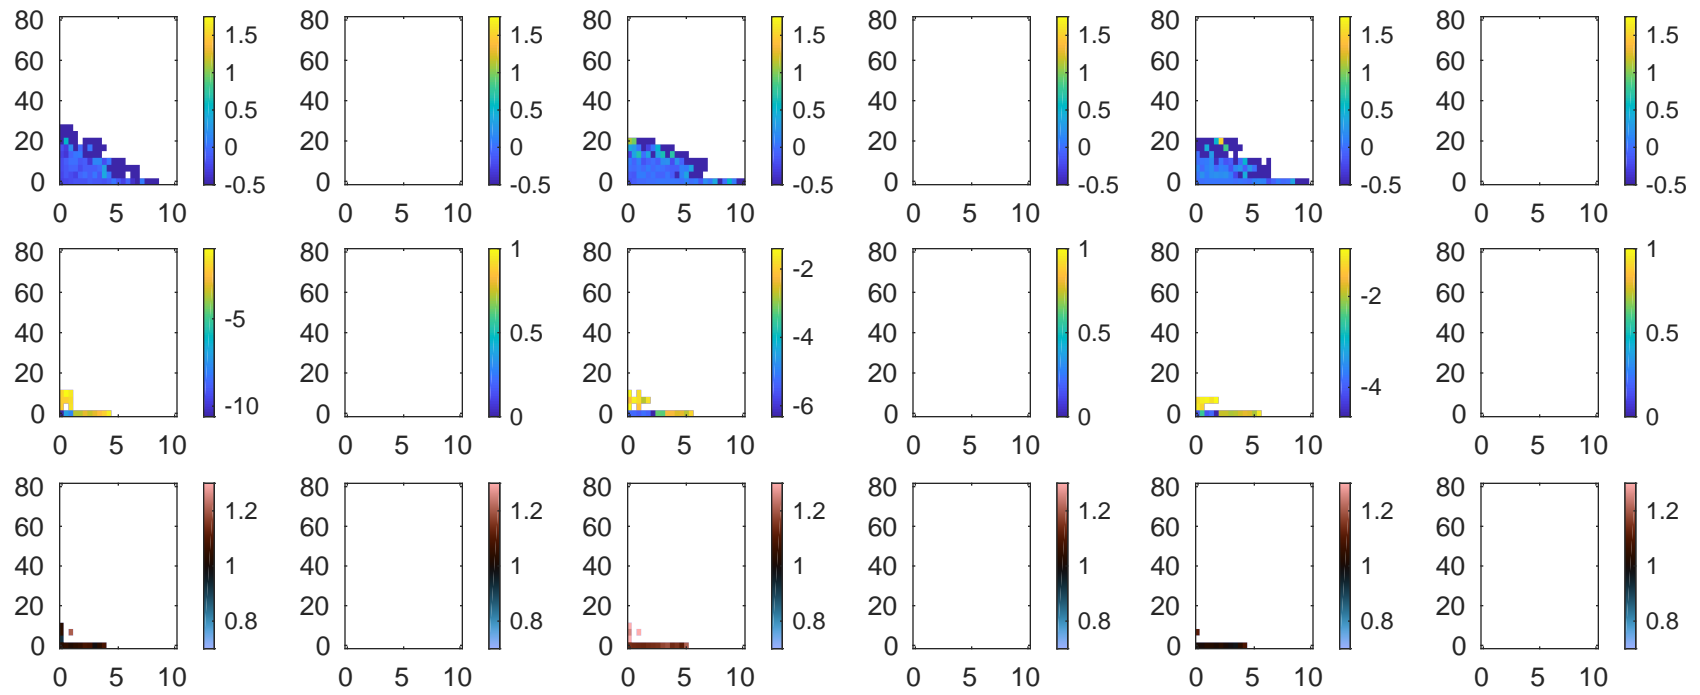 80 1.5 80 1.5 80 1.5 80 1.5 80 1.5 80 1.5
60 1 60 1 60 1 60 1 60 1 60 1
40 0.5 40 0.5 40 0.5 40 0.5 40 0.5 40 0.5
20 0 20 0 20 0 20 0 20 0 20 0
0 -0.5 0 -0.5 0 -0.5 0 -0.5 0 -0.5 0 -0.5
0 5 10 0 5 10 0 5 10 0 5 10 0 5 10 0 5 10
80 80 1 80 -2 80 1 80 80 1
60 60 60 60 60 -2 60
40 -5 40 0.5 40 -4 40 0.5 40 40 0.5
20 20 20 20 20 -4 20
0 -10 0 0 0 -6 0 0 0 0 0
0 5 10 0 5 10 0 5 10 0 5 10 0 5 10 0 5 10
80 1.2 80 1.2 80 1.2 80 1.2 80 1.2 80 1.2
60 60 60 60 60 60
40 1 40 1 40 1 40 1 40 1 40 1
20 0.8 20 0.8 20 0.8 20 0.8 20 0.8 20 0.8
0 0 0 0 0 0
0 5 10 0 5 10 0 5 10 0 5 10 0 5 10 0 5 10